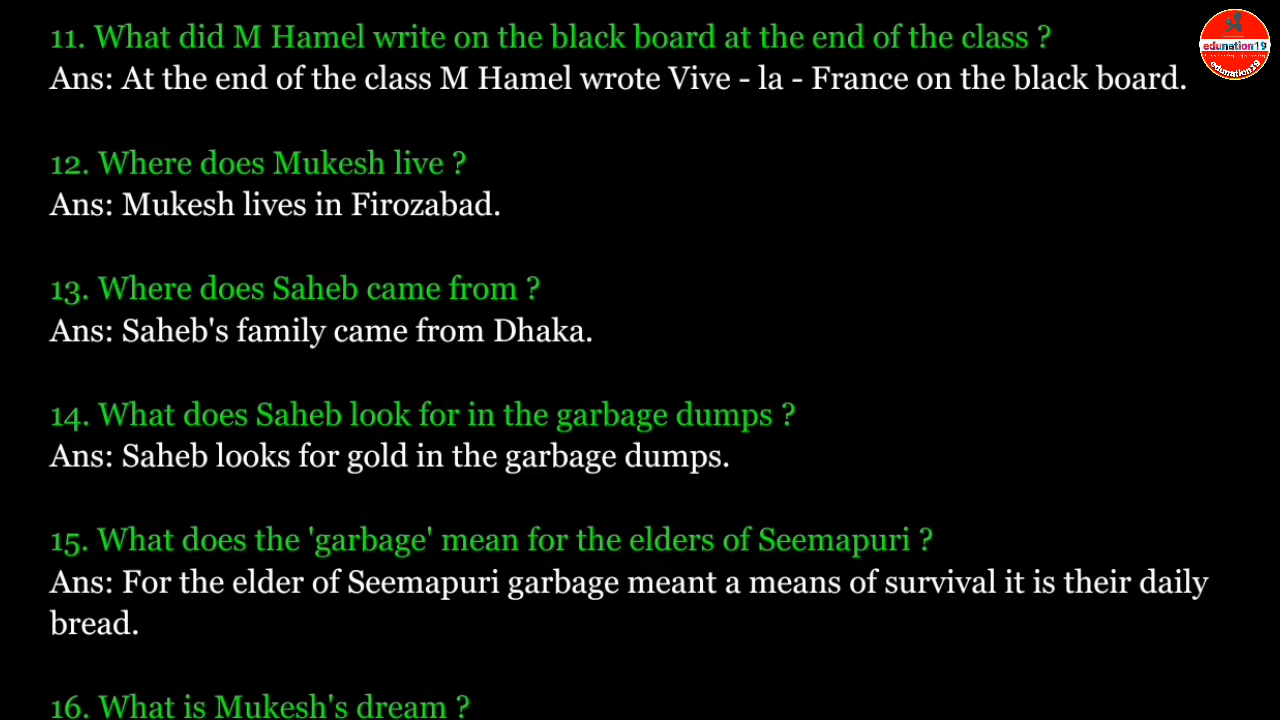 11. What did M Hamel write on the black board at the end of the class ?
Ans: At the end of the class M Hamel wrote Vive - la - France on the black board.
12. Where does Mukesh live ?
Ans: Mukesh lives in Firozabad.
13. Where does Saheb came from ?
Ans: Saheb's family came from Dhaka.
14. What does Saheb look for in the garbage dumps ?
Ans: Saheb looks for gold in the garbage dumps.
15. What does the 'garbage' mean for the elders of Seemapuri ?
Ans: For the elder of Seemapuri garbage meant a means of survival it is their daily
bread.
16. What is Mukesh's dream ?
edunation19
edunation19